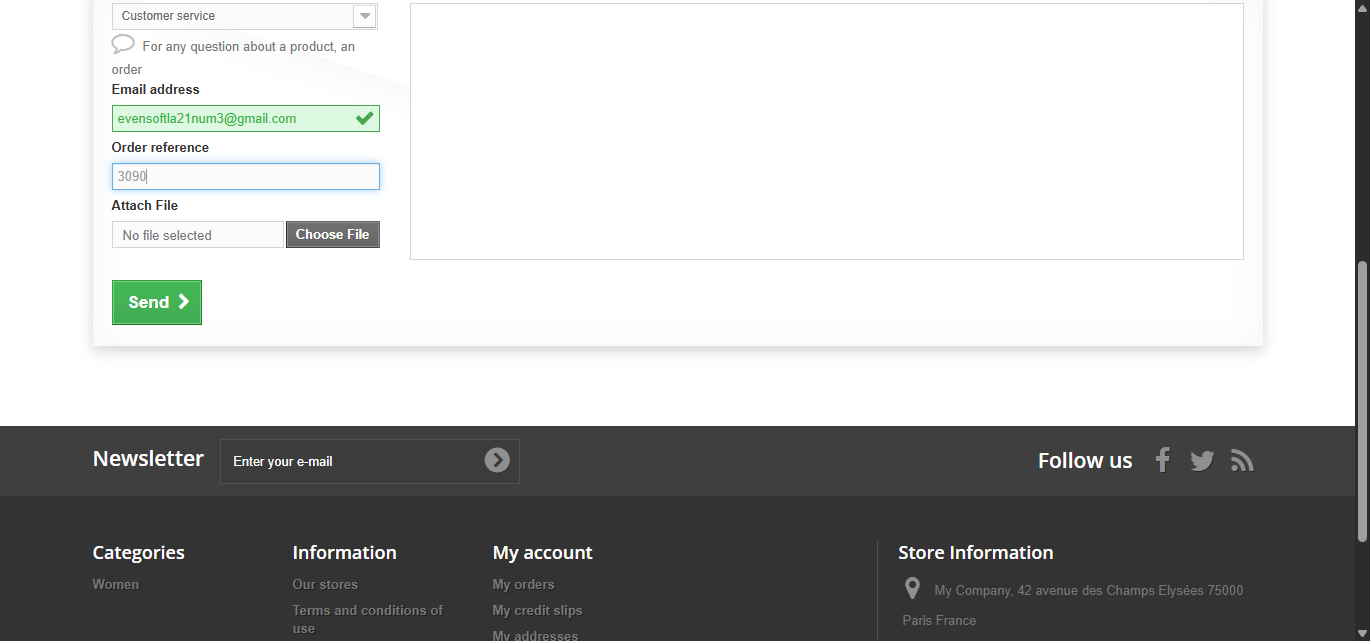 Customer service
For any question about a product, an
order
Email address
evensoftla21num3@gmail.com
Order reference
3090
Attach File
No file selected
Choose File
Send
Newsletter
Enter your e-mail
Follow us
Categories
Women
Information
Our stores
Terms and conditions of
use
My account
My orders
My credit slips
My addresses
Store Information
My Company, 42 avenue des Champs Elysées 75000
Paris France